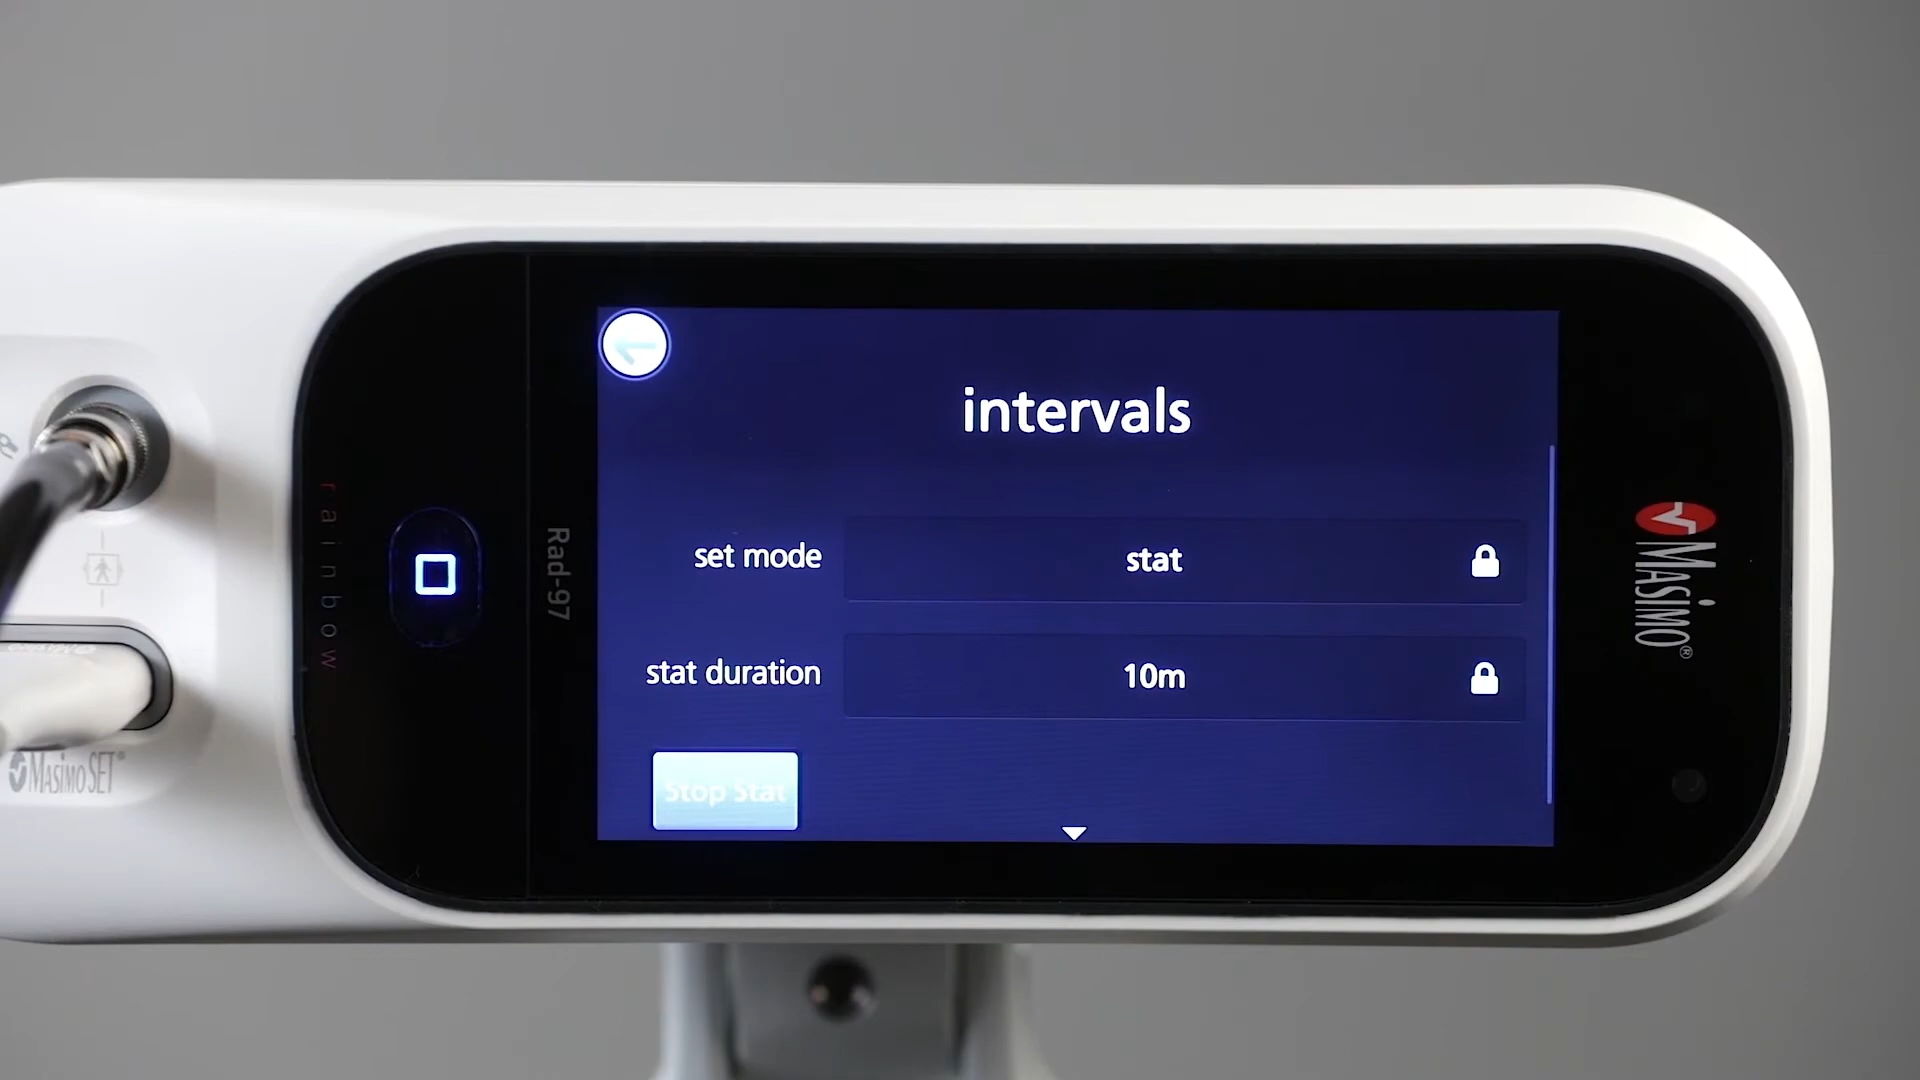 intervals
set mode
stat
stat duration
10m
Stop Stat
rainbow
Rad-97
MASIMO®
MASIMO SET®